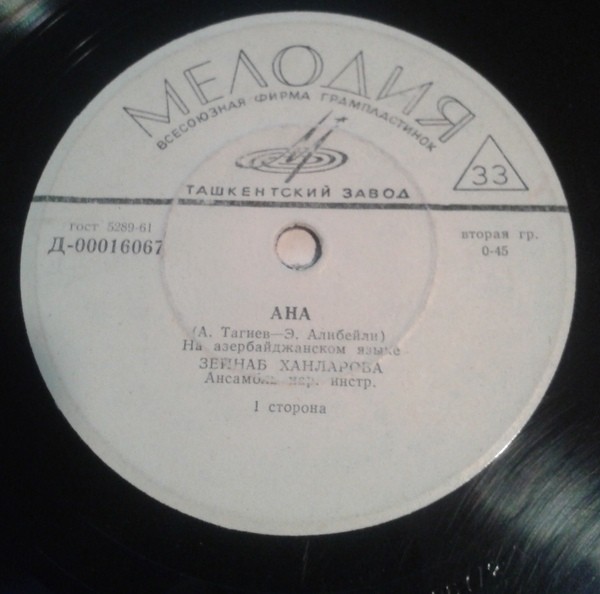 МЕЛОДИЯ
ВСЕСОЮЗНАЯ ФИРМА ГРАМПЛАСТИНОК
ТАШКЕНТСКИЙ ЗАВОД
33
гост 5289-61
Д-00016067
вторая гр.
0-45
АНА
(А. Тагиев—Э. Алибейли)
На азербайджанском языке
ЗЕЙНАБ ХАНЛАРОВА
Ансамбль нар. инстр.
1 сторона